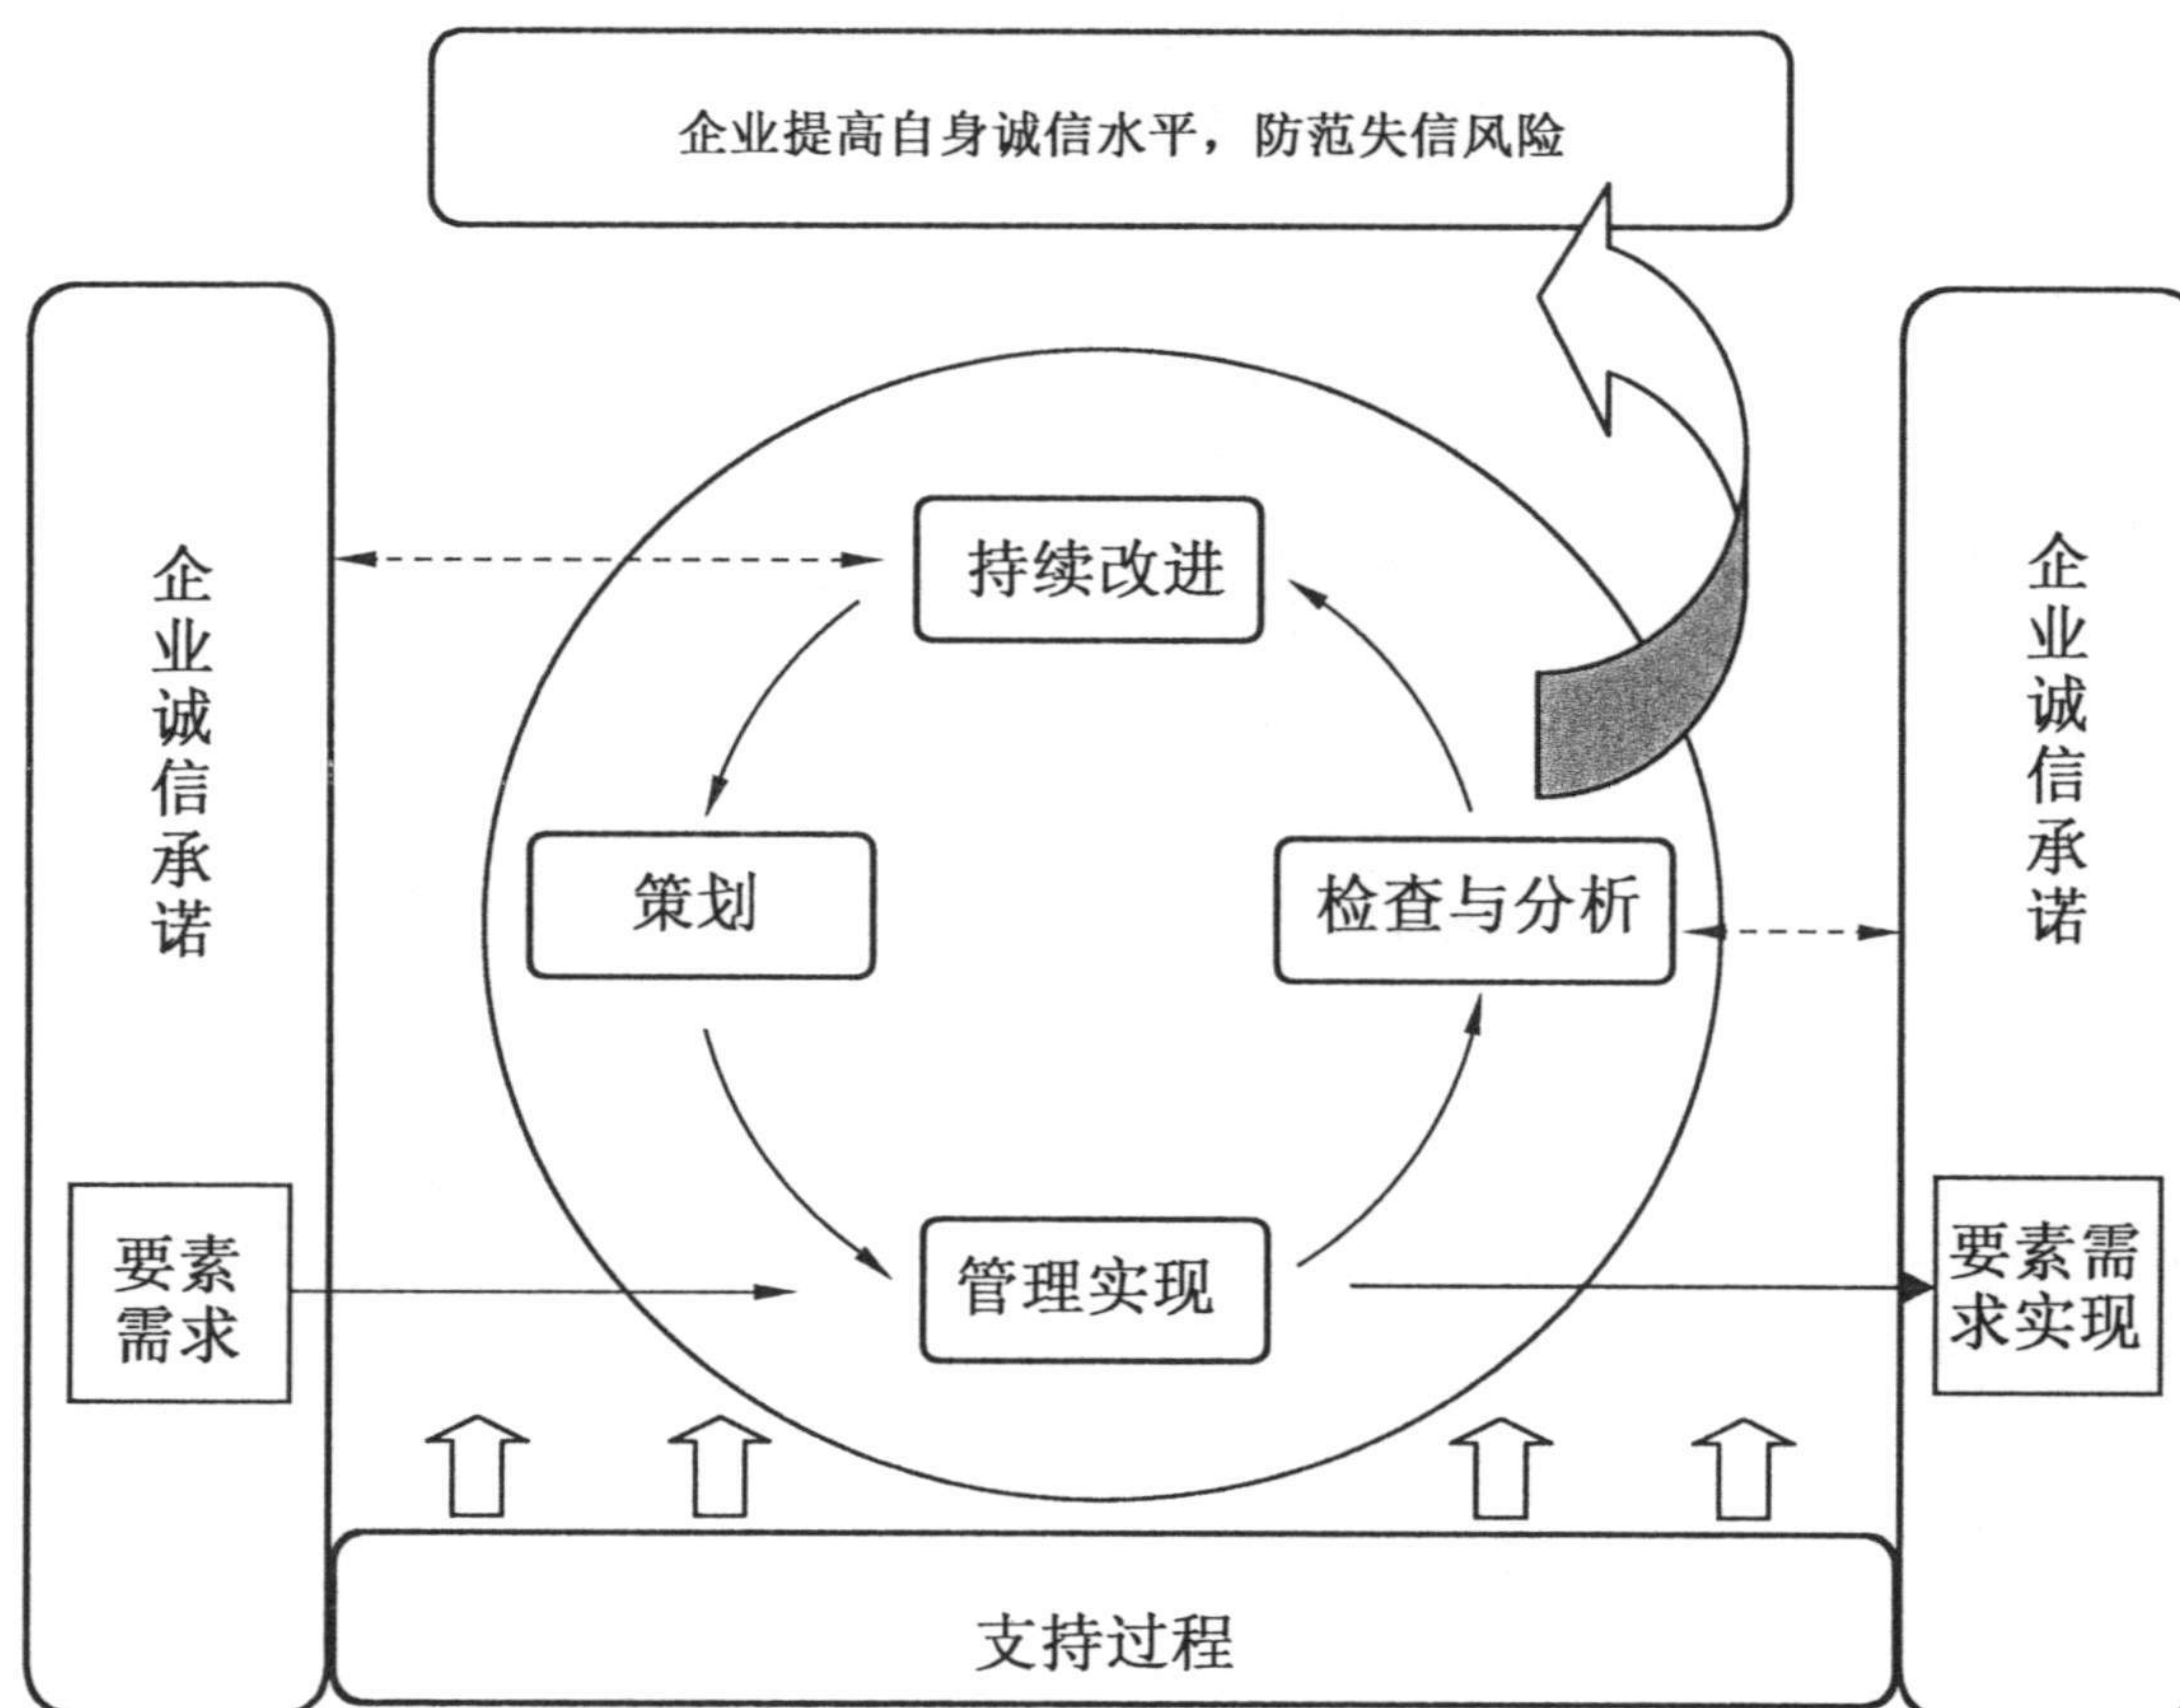 企业提高自身诚信水平，防范失信风险
企业诚信承诺
持续改进
策划
检查与分析
管理实现
要素
需求
企业诚信承诺
要素需
求实现
支持过程